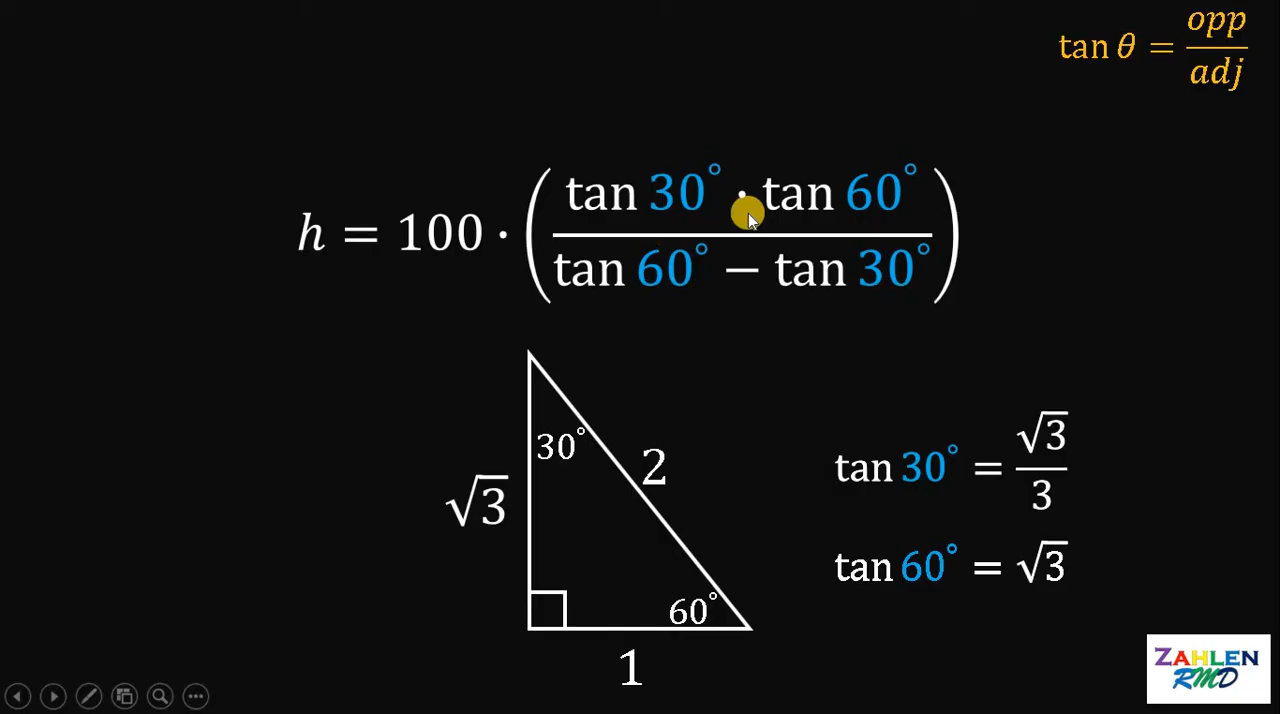 tan θ = opp/adj
h = 100 · (tan 30° · tan 60° / tan 60° − tan 30°)
30°
√3
2
60°
1
tan 30° = √3/3
tan 60° = √3
ZAHLEN
RMD